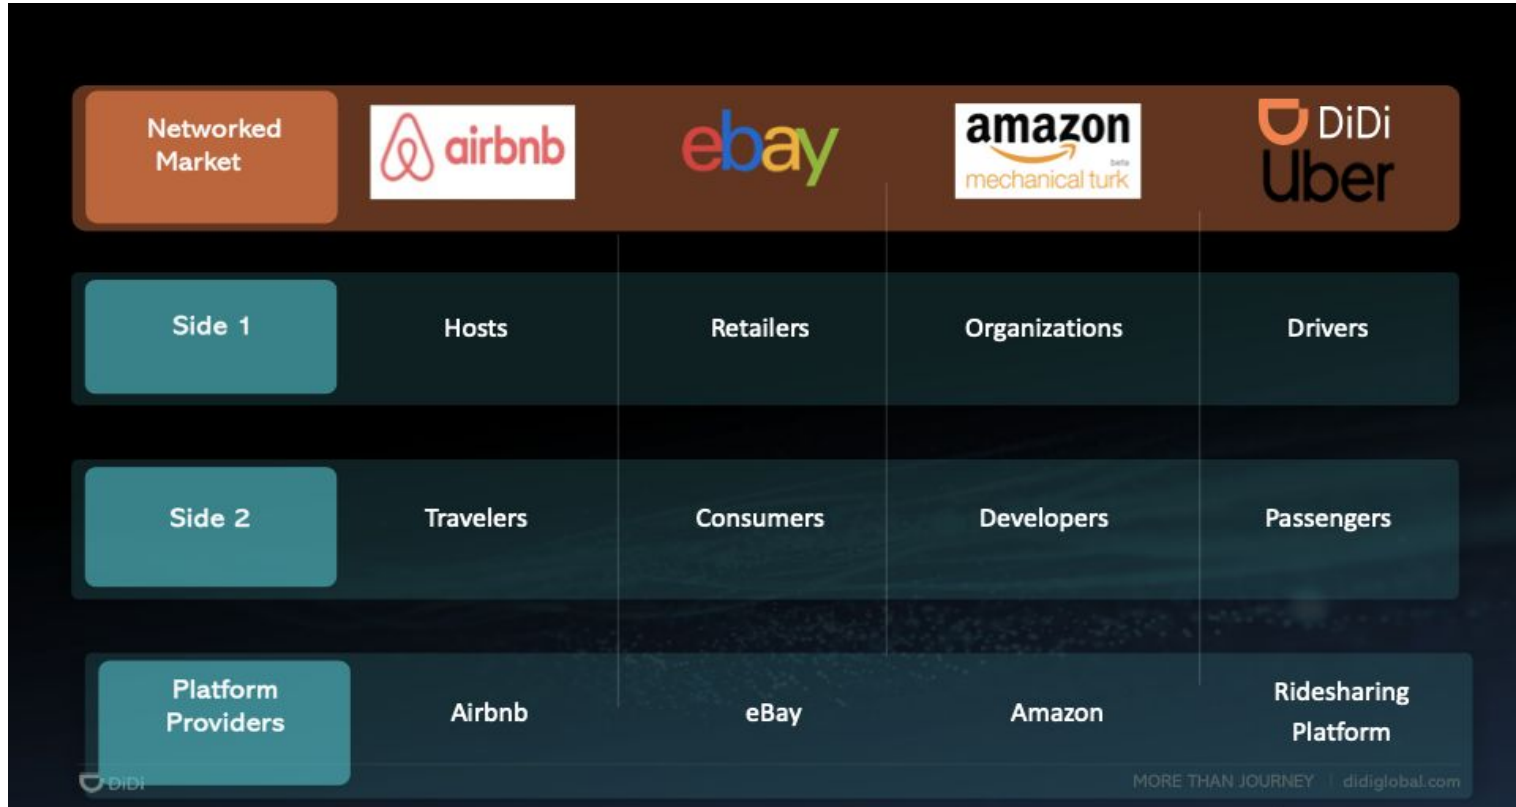 Networked
Market
airbnb
ebay
amazon
beta
mechanical turk
DiDi
Uber
Side 1
Hosts
Retailers
Organizations
Drivers
Side 2
Travelers
Consumers
Developers
Passengers
Platform
Providers
Airbnb
eBay
Amazon
Ridesharing
Platform
DiDi
MORE THAN JOURNEY | didiglobal.com